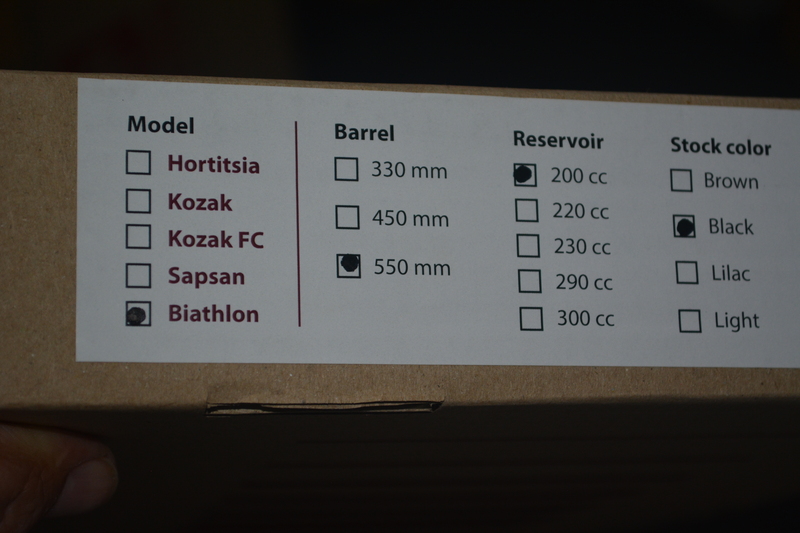 Model
Hortitsia
Kozak
Kozak FC
Sapsan
Biathlon
Barrel
330 mm
450 mm
550 mm
Reservoir
200 cc
220 cc
230 cc
290 cc
300 cc
Stock color
Brown
Black
Lilac
Light